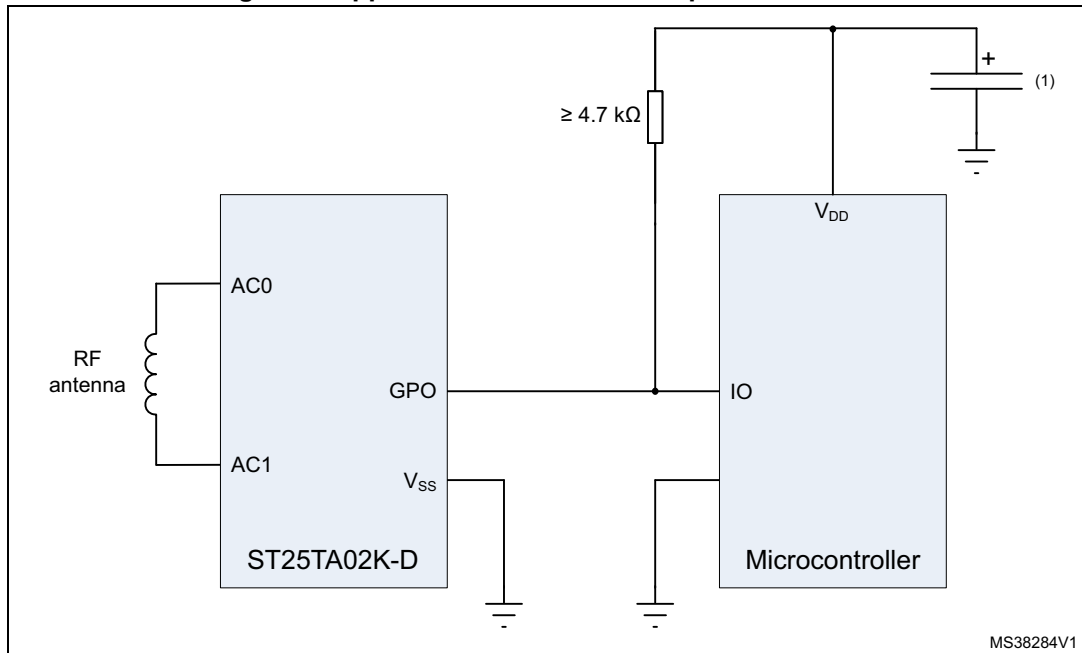 +
(1)
≥ 4.7 kΩ
VDD
AC0
RF
antenna
GPO
IO
AC1
VSS
ST25TA02K-D
Microcontroller
MS38284V1